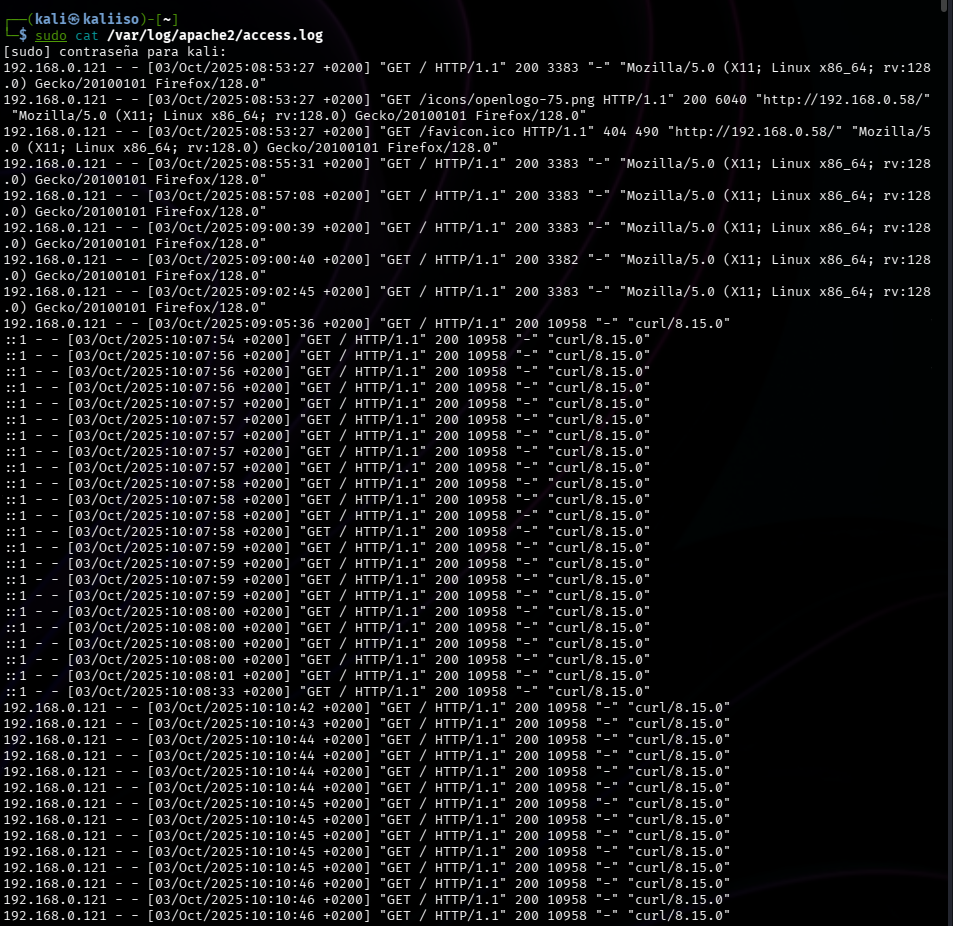 ┌──(kali㉿kaliiso)-[~]
└─$ sudo cat /var/log/apache2/access.log
[sudo] contraseña para kali:
192.168.0.121 - - [03/Oct/2025:08:53:27 +0200] "GET / HTTP/1.1" 200 3383 "-" "Mozilla/5.0 (X11; Linux x86_64; rv:128
.0) Gecko/20100101 Firefox/128.0"
192.168.0.121 - - [03/Oct/2025:08:53:27 +0200] "GET /icons/openlogo-75.png HTTP/1.1" 200 6040 "http://192.168.0.58/"
 "Mozilla/5.0 (X11; Linux x86_64; rv:128.0) Gecko/20100101 Firefox/128.0"
192.168.0.121 - - [03/Oct/2025:08:53:27 +0200] "GET /favicon.ico HTTP/1.1" 404 490 "http://192.168.0.58/" "Mozilla/5
.0 (X11; Linux x86_64; rv:128.0) Gecko/20100101 Firefox/128.0"
192.168.0.121 - - [03/Oct/2025:08:55:31 +0200] "GET / HTTP/1.1" 200 3383 "-" "Mozilla/5.0 (X11; Linux x86_64; rv:128
.0) Gecko/20100101 Firefox/128.0"
192.168.0.121 - - [03/Oct/2025:08:57:08 +0200] "GET / HTTP/1.1" 200 3383 "-" "Mozilla/5.0 (X11; Linux x86_64; rv:128
.0) Gecko/20100101 Firefox/128.0"
192.168.0.121 - - [03/Oct/2025:09:00:39 +0200] "GET / HTTP/1.1" 200 3383 "-" "Mozilla/5.0 (X11; Linux x86_64; rv:128
.0) Gecko/20100101 Firefox/128.0"
192.168.0.121 - - [03/Oct/2025:09:00:40 +0200] "GET / HTTP/1.1" 200 3382 "-" "Mozilla/5.0 (X11; Linux x86_64; rv:128
.0) Gecko/20100101 Firefox/128.0"
192.168.0.121 - - [03/Oct/2025:09:02:45 +0200] "GET / HTTP/1.1" 200 3383 "-" "Mozilla/5.0 (X11; Linux x86_64; rv:128
.0) Gecko/20100101 Firefox/128.0"
192.168.0.121 - - [03/Oct/2025:09:05:36 +0200] "GET / HTTP/1.1" 200 10958 "-" "curl/8.15.0"
::1 - - [03/Oct/2025:10:07:54 +0200] "GET / HTTP/1.1" 200 10958 "-" "curl/8.15.0"
::1 - - [03/Oct/2025:10:07:56 +0200] "GET / HTTP/1.1" 200 10958 "-" "curl/8.15.0"
::1 - - [03/Oct/2025:10:07:56 +0200] "GET / HTTP/1.1" 200 10958 "-" "curl/8.15.0"
::1 - - [03/Oct/2025:10:07:56 +0200] "GET / HTTP/1.1" 200 10958 "-" "curl/8.15.0"
::1 - - [03/Oct/2025:10:07:57 +0200] "GET / HTTP/1.1" 200 10958 "-" "curl/8.15.0"
::1 - - [03/Oct/2025:10:07:57 +0200] "GET / HTTP/1.1" 200 10958 "-" "curl/8.15.0"
::1 - - [03/Oct/2025:10:07:57 +0200] "GET / HTTP/1.1" 200 10958 "-" "curl/8.15.0"
::1 - - [03/Oct/2025:10:07:57 +0200] "GET / HTTP/1.1" 200 10958 "-" "curl/8.15.0"
::1 - - [03/Oct/2025:10:07:57 +0200] "GET / HTTP/1.1" 200 10958 "-" "curl/8.15.0"
::1 - - [03/Oct/2025:10:07:58 +0200] "GET / HTTP/1.1" 200 10958 "-" "curl/8.15.0"
::1 - - [03/Oct/2025:10:07:58 +0200] "GET / HTTP/1.1" 200 10958 "-" "curl/8.15.0"
::1 - - [03/Oct/2025:10:07:58 +0200] "GET / HTTP/1.1" 200 10958 "-" "curl/8.15.0"
::1 - - [03/Oct/2025:10:07:58 +0200] "GET / HTTP/1.1" 200 10958 "-" "curl/8.15.0"
::1 - - [03/Oct/2025:10:07:59 +0200] "GET / HTTP/1.1" 200 10958 "-" "curl/8.15.0"
::1 - - [03/Oct/2025:10:07:59 +0200] "GET / HTTP/1.1" 200 10958 "-" "curl/8.15.0"
::1 - - [03/Oct/2025:10:07:59 +0200] "GET / HTTP/1.1" 200 10958 "-" "curl/8.15.0"
::1 - - [03/Oct/2025:10:07:59 +0200] "GET / HTTP/1.1" 200 10958 "-" "curl/8.15.0"
::1 - - [03/Oct/2025:10:08:00 +0200] "GET / HTTP/1.1" 200 10958 "-" "curl/8.15.0"
::1 - - [03/Oct/2025:10:08:00 +0200] "GET / HTTP/1.1" 200 10958 "-" "curl/8.15.0"
::1 - - [03/Oct/2025:10:08:00 +0200] "GET / HTTP/1.1" 200 10958 "-" "curl/8.15.0"
::1 - - [03/Oct/2025:10:08:00 +0200] "GET / HTTP/1.1" 200 10958 "-" "curl/8.15.0"
::1 - - [03/Oct/2025:10:08:01 +0200] "GET / HTTP/1.1" 200 10958 "-" "curl/8.15.0"
::1 - - [03/Oct/2025:10:08:33 +0200] "GET / HTTP/1.1" 200 10958 "-" "curl/8.15.0"
192.168.0.121 - - [03/Oct/2025:10:10:42 +0200] "GET / HTTP/1.1" 200 10958 "-" "curl/8.15.0"
192.168.0.121 - - [03/Oct/2025:10:10:43 +0200] "GET / HTTP/1.1" 200 10958 "-" "curl/8.15.0"
192.168.0.121 - - [03/Oct/2025:10:10:44 +0200] "GET / HTTP/1.1" 200 10958 "-" "curl/8.15.0"
192.168.0.121 - - [03/Oct/2025:10:10:44 +0200] "GET / HTTP/1.1" 200 10958 "-" "curl/8.15.0"
192.168.0.121 - - [03/Oct/2025:10:10:44 +0200] "GET / HTTP/1.1" 200 10958 "-" "curl/8.15.0"
192.168.0.121 - - [03/Oct/2025:10:10:44 +0200] "GET / HTTP/1.1" 200 10958 "-" "curl/8.15.0"
192.168.0.121 - - [03/Oct/2025:10:10:45 +0200] "GET / HTTP/1.1" 200 10958 "-" "curl/8.15.0"
192.168.0.121 - - [03/Oct/2025:10:10:45 +0200] "GET / HTTP/1.1" 200 10958 "-" "curl/8.15.0"
192.168.0.121 - - [03/Oct/2025:10:10:45 +0200] "GET / HTTP/1.1" 200 10958 "-" "curl/8.15.0"
192.168.0.121 - - [03/Oct/2025:10:10:45 +0200] "GET / HTTP/1.1" 200 10958 "-" "curl/8.15.0"
192.168.0.121 - - [03/Oct/2025:10:10:45 +0200] "GET / HTTP/1.1" 200 10958 "-" "curl/8.15.0"
192.168.0.121 - - [03/Oct/2025:10:10:46 +0200] "GET / HTTP/1.1" 200 10958 "-" "curl/8.15.0"
192.168.0.121 - - [03/Oct/2025:10:10:46 +0200] "GET / HTTP/1.1" 200 10958 "-" "curl/8.15.0"
192.168.0.121 - - [03/Oct/2025:10:10:46 +0200] "GET / HTTP/1.1" 200 10958 "-" "curl/8.15.0"